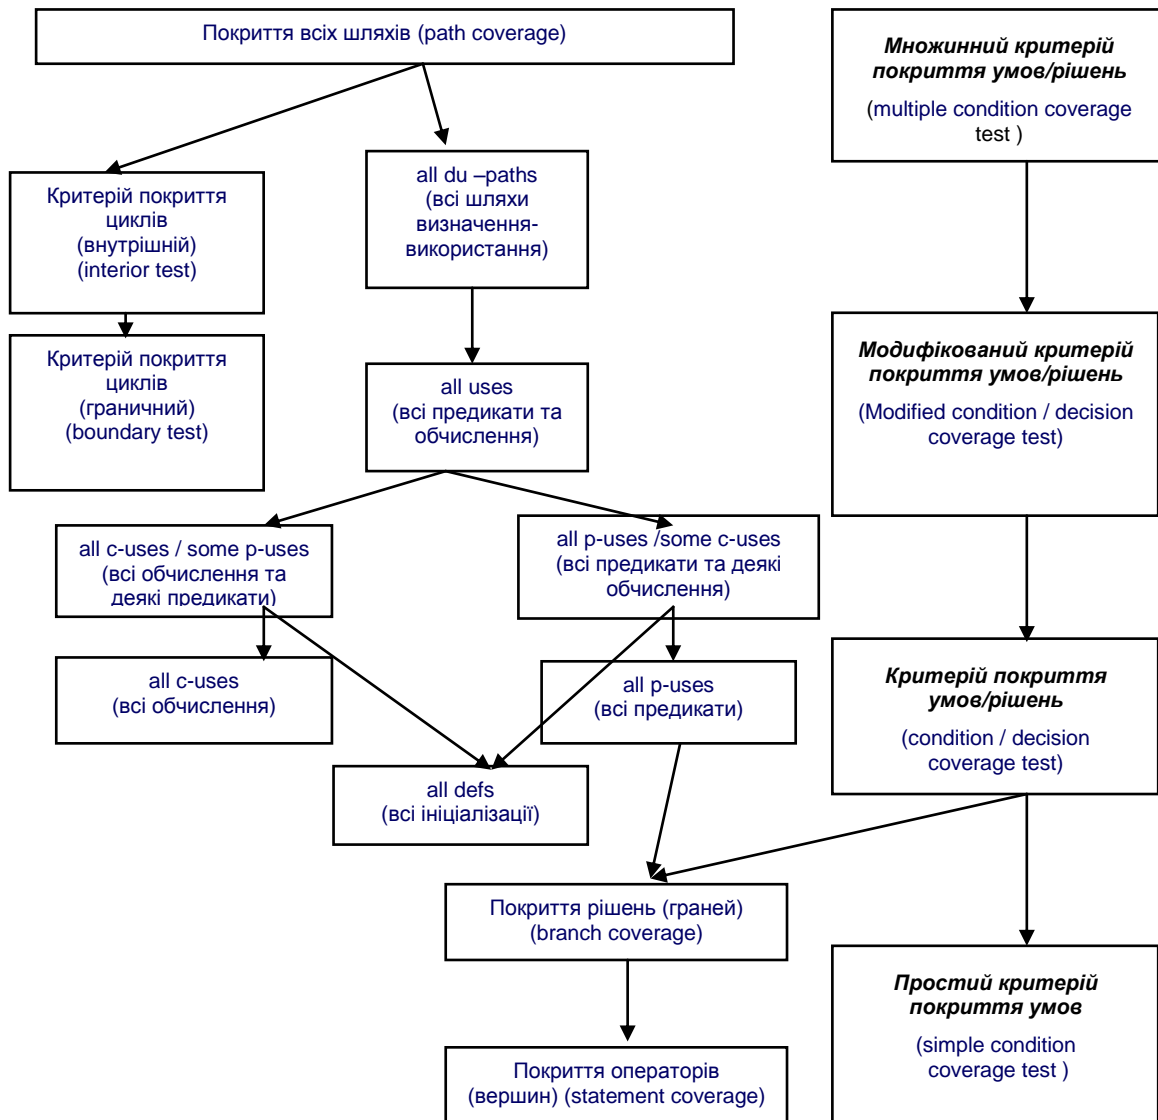 Покриття всіх шляхів (path coverage)
Множинний критерій
покриття умов/рішень
(multiple condition coverage
test )
all du –paths
(всі шляхи
визначення-
використання)
Критерій покриття
циклів
(внутрішній)
(interior test)
Критерій покриття
циклів
(граничний)
(boundary test)
Модифікований критерій
покриття умов/рішень
(Modified condition / decision
coverage test)
all uses
(всі предикати та
обчислення)
all c-uses / some p-uses
(всі обчислення та
деякі предикати)
all p-uses /some c-uses
(всі предикати та деякі
обчислення)
all c-uses
(всі обчислення)
all p-uses
(всі предикати)
Критерій покриття
умов/рішень
(condition / decision
coverage test)
all defs
(всі ініціалізації)
Покриття рішень (граней)
(branch coverage)
Простий критерій
покриття умов
(simple condition
coverage test )
Покриття операторів
(вершин) (statement coverage)